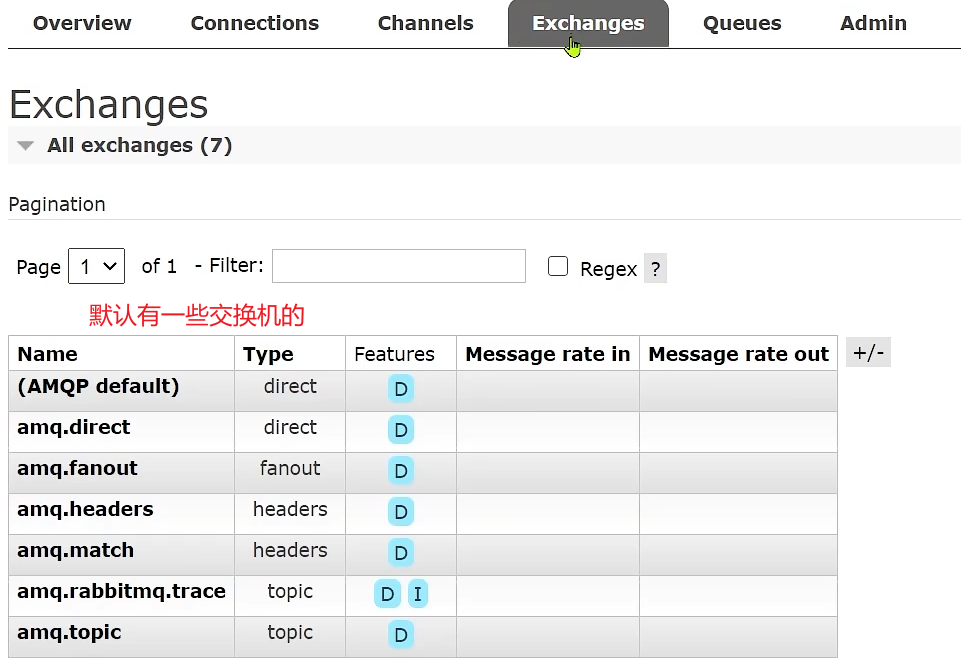 Overview Connections Channels Exchanges Queues Admin
Exchanges
All exchanges (7)
Pagination
Page 1 of 1 - Filter: Regex ?
默认有一些交换机的
Name Type Features Message rate in Message rate out +/-
(AMQP default) direct D
amq.direct direct D
amq.fanout fanout D
amq.headers headers D
amq.match headers D
amq.rabbitmq.trace topic D I
amq.topic topic D